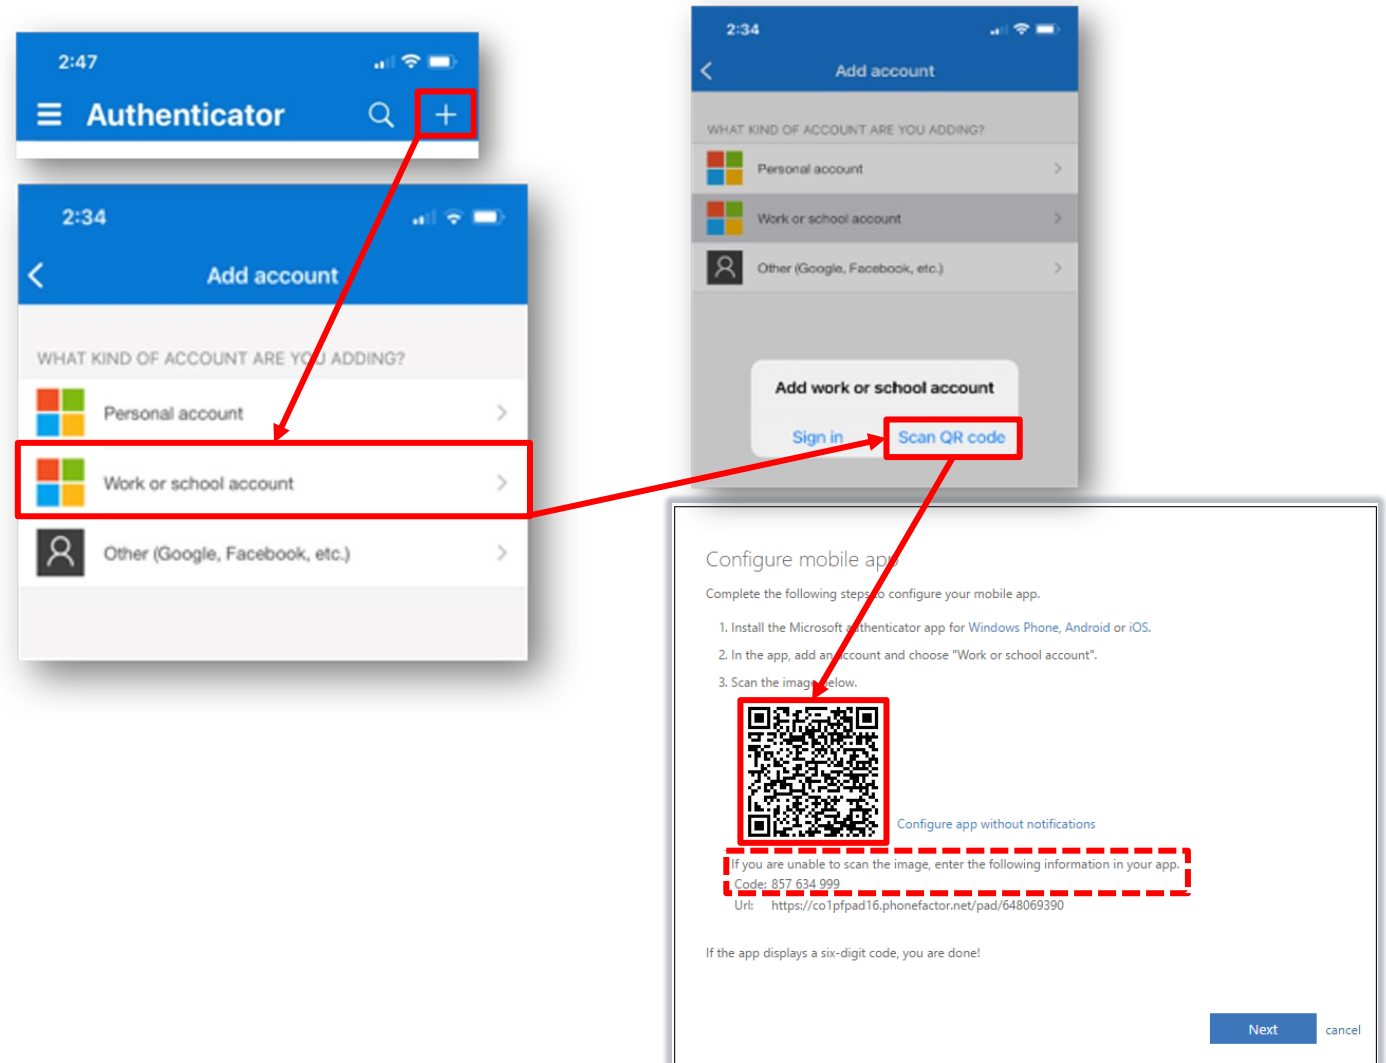 2:47
Authenticator
2:34
Add account
WHAT KIND OF ACCOUNT ARE YOU ADDING?
Personal account
Work or school account
Other (Google, Facebook, etc.)
2:34
Add account
WHAT KIND OF ACCOUNT ARE YOU ADDING?
Personal account
Work or school account
Other (Google, Facebook, etc.)
Add work or school account
Sign in Scan QR code
Configure mobile app
Complete the following steps to configure your mobile app.
1. Install the Microsoft authenticator app for Windows Phone, Android or iOS.
2. In the app, add an account and choose "Work or school account".
3. Scan the image below.
Configure app without notifications
If you are unable to scan the image, enter the following information in your app.
Code: 857 634 999
Url: https://co1pfpad16.phonefactor.net/pad/648069390
If the app displays a six-digit code, you are done!
Next cancel